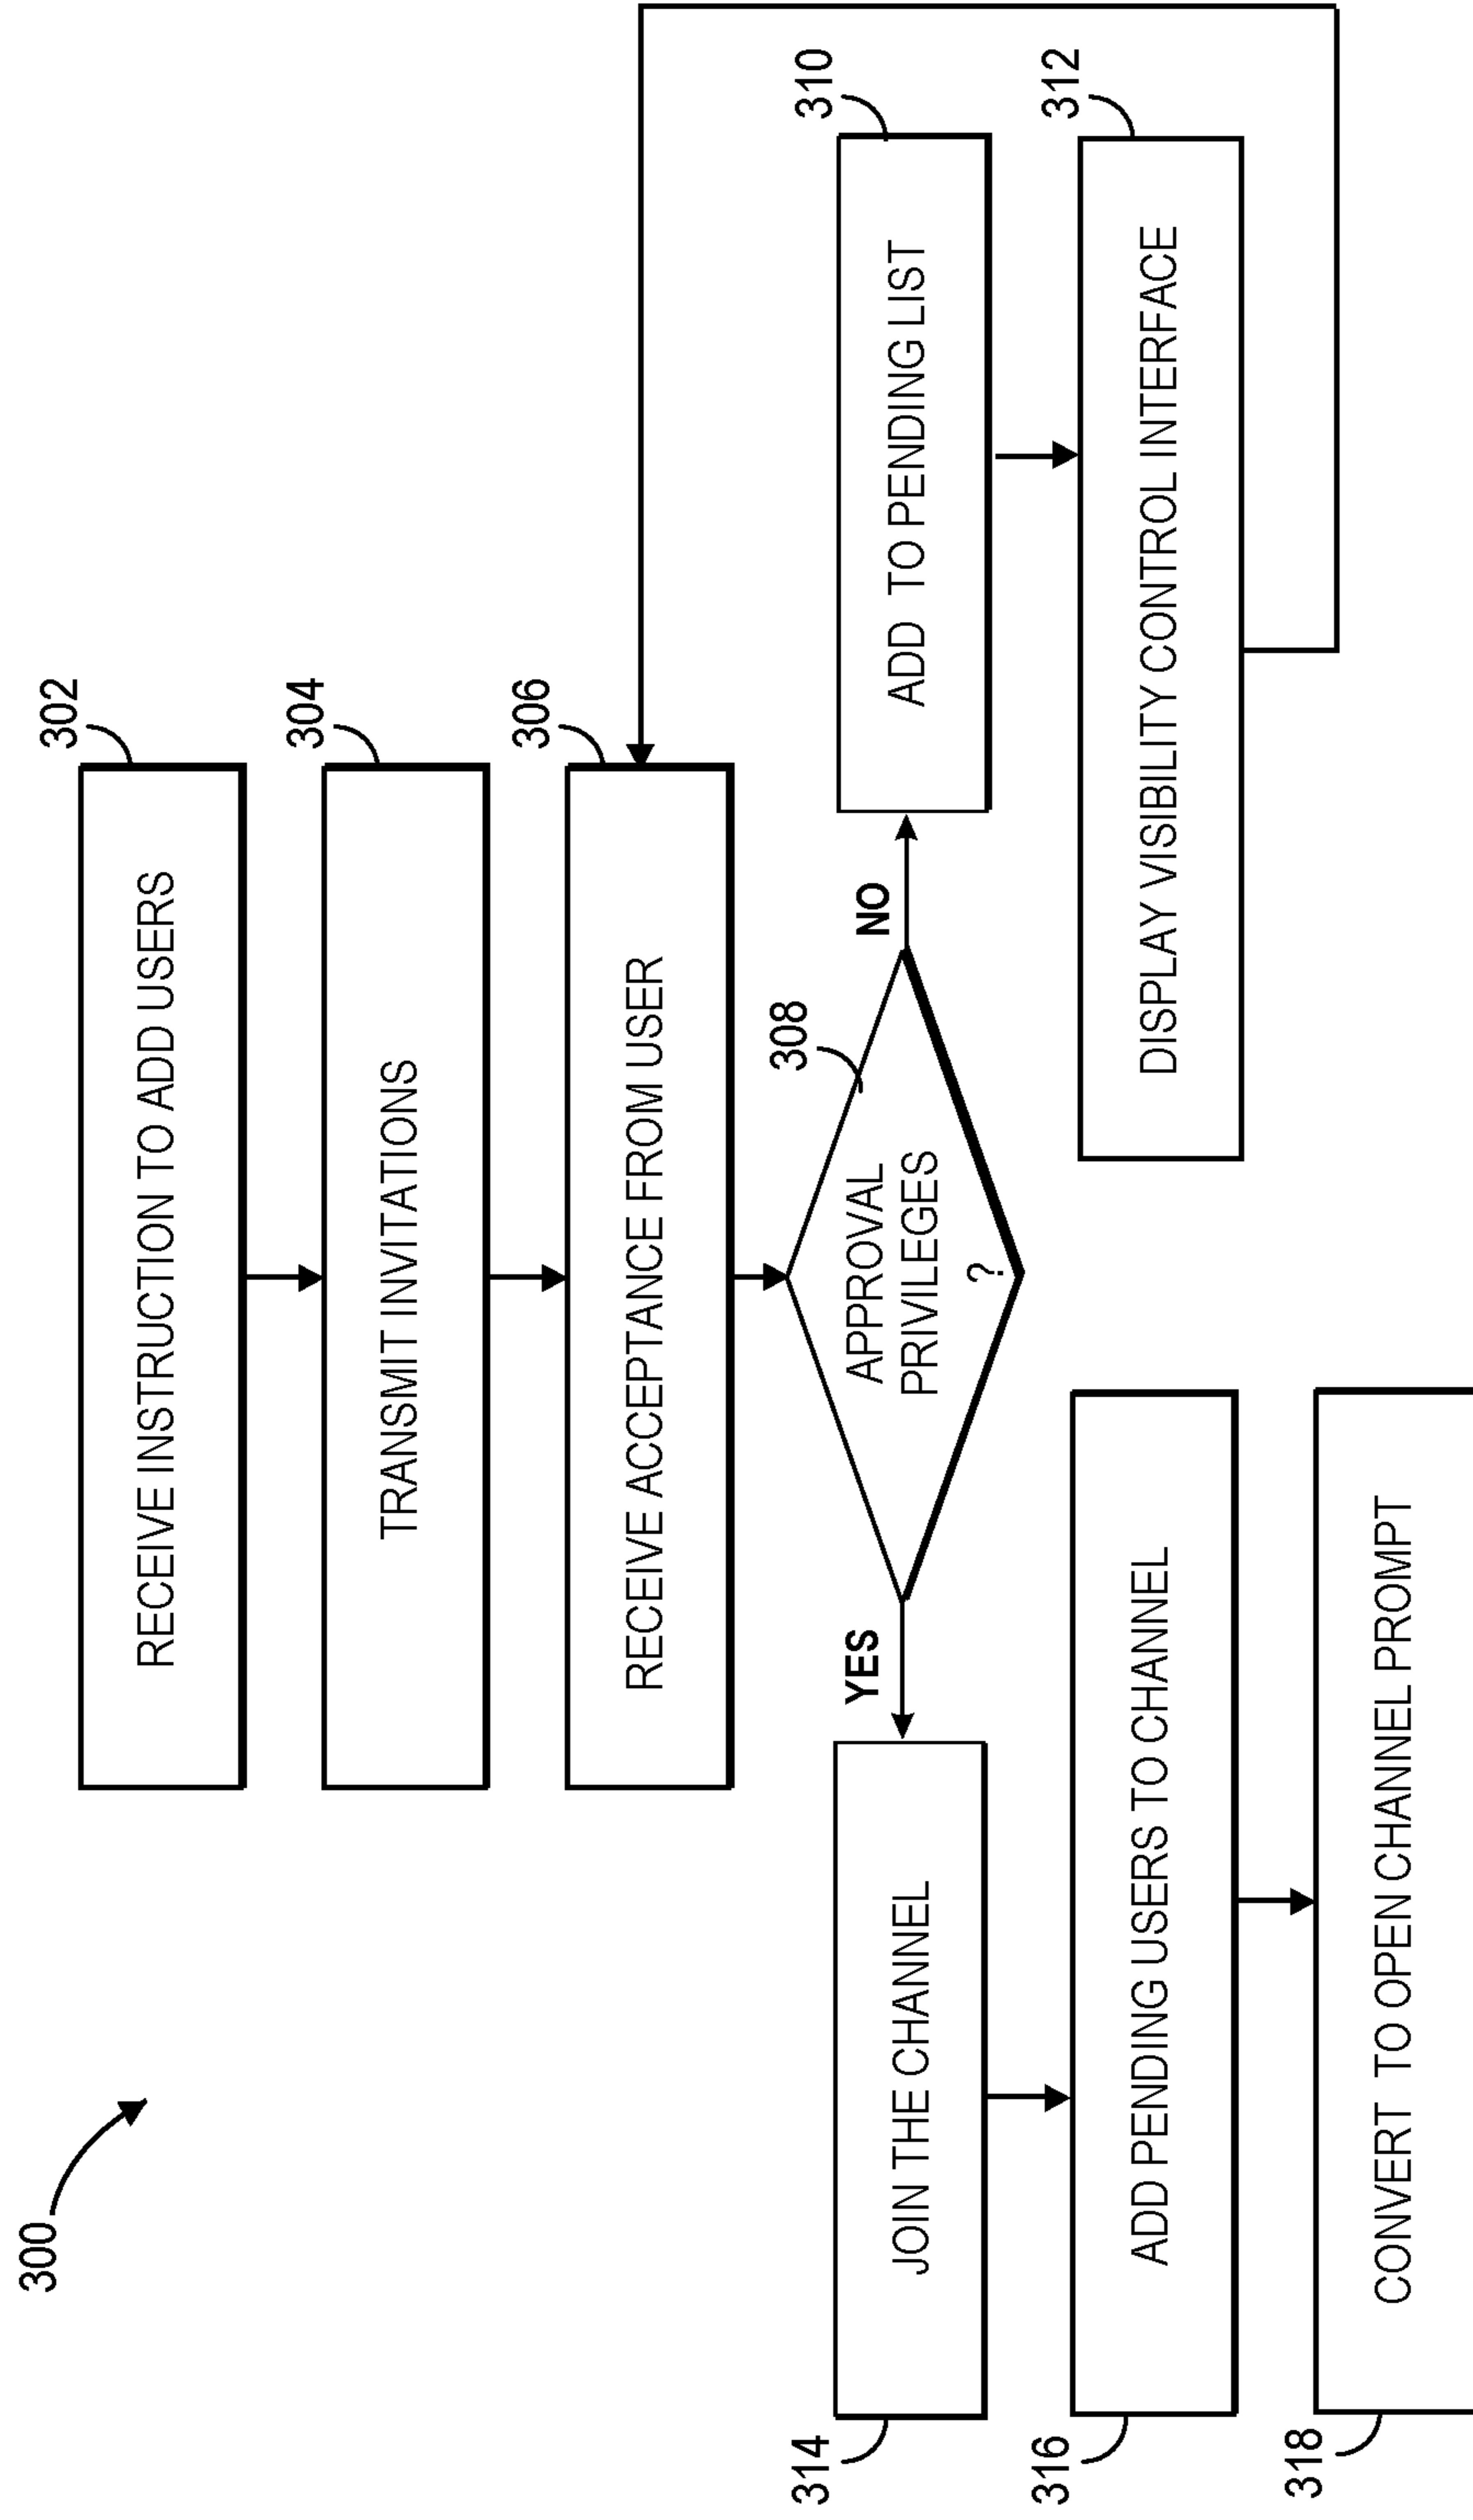 300
302
RECEIVE INSTRUCTION TO ADD USERS
304
TRANSMIT INVITATIONS
306
RECEIVE ACCEPTANCE FROM USER
308
APPROVAL
PRIVILEGES
?
YES
NO
310
ADD TO PENDING LIST
312
DISPLAY VISIBILITY CONTROL INTERFACE
314
JOIN THE CHANNEL
316
ADD PENDING USERS TO CHANNEL
318
CONVERT TO OPEN CHANNEL PROMPT